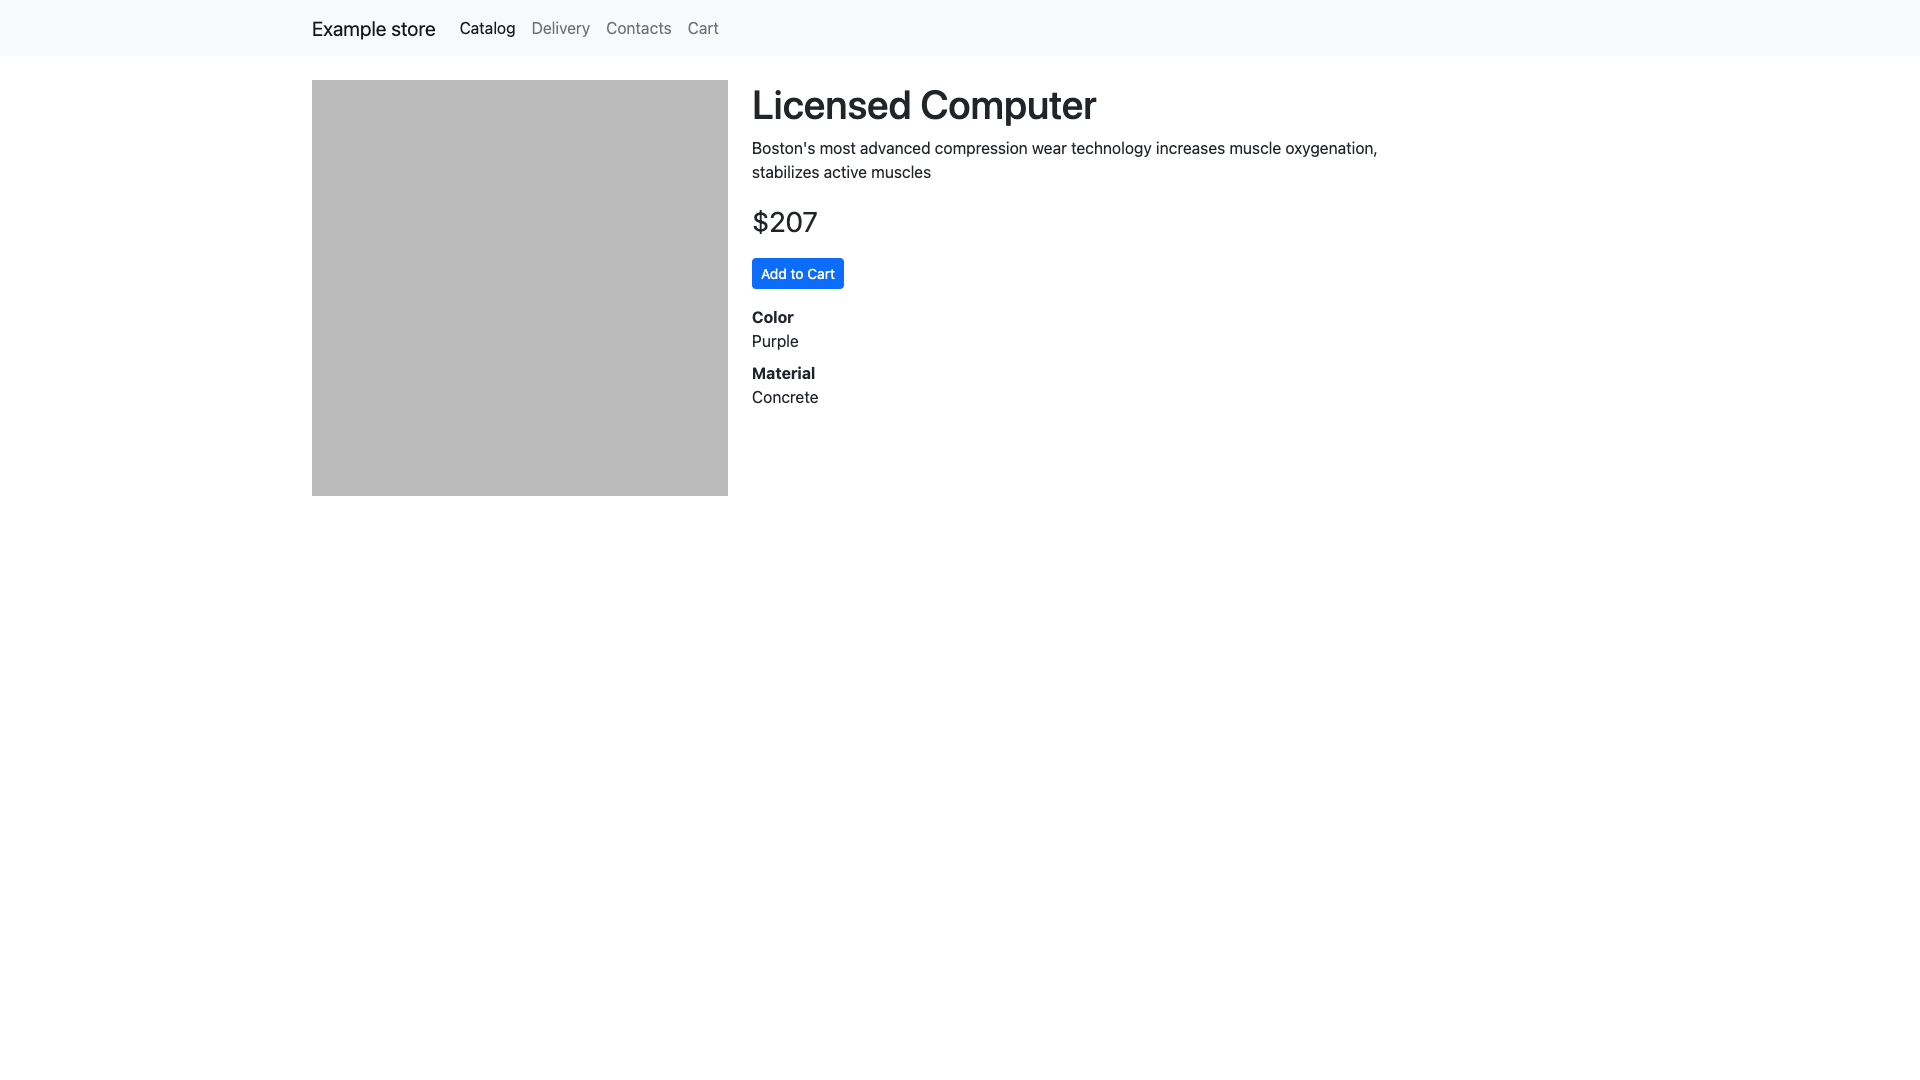 Example store Catalog Delivery Contacts Cart
Licensed Computer
Boston's most advanced compression wear technology increases muscle oxygenation,
stabilizes active muscles
$207
Add to Cart
Color
Purple
Material
Concrete